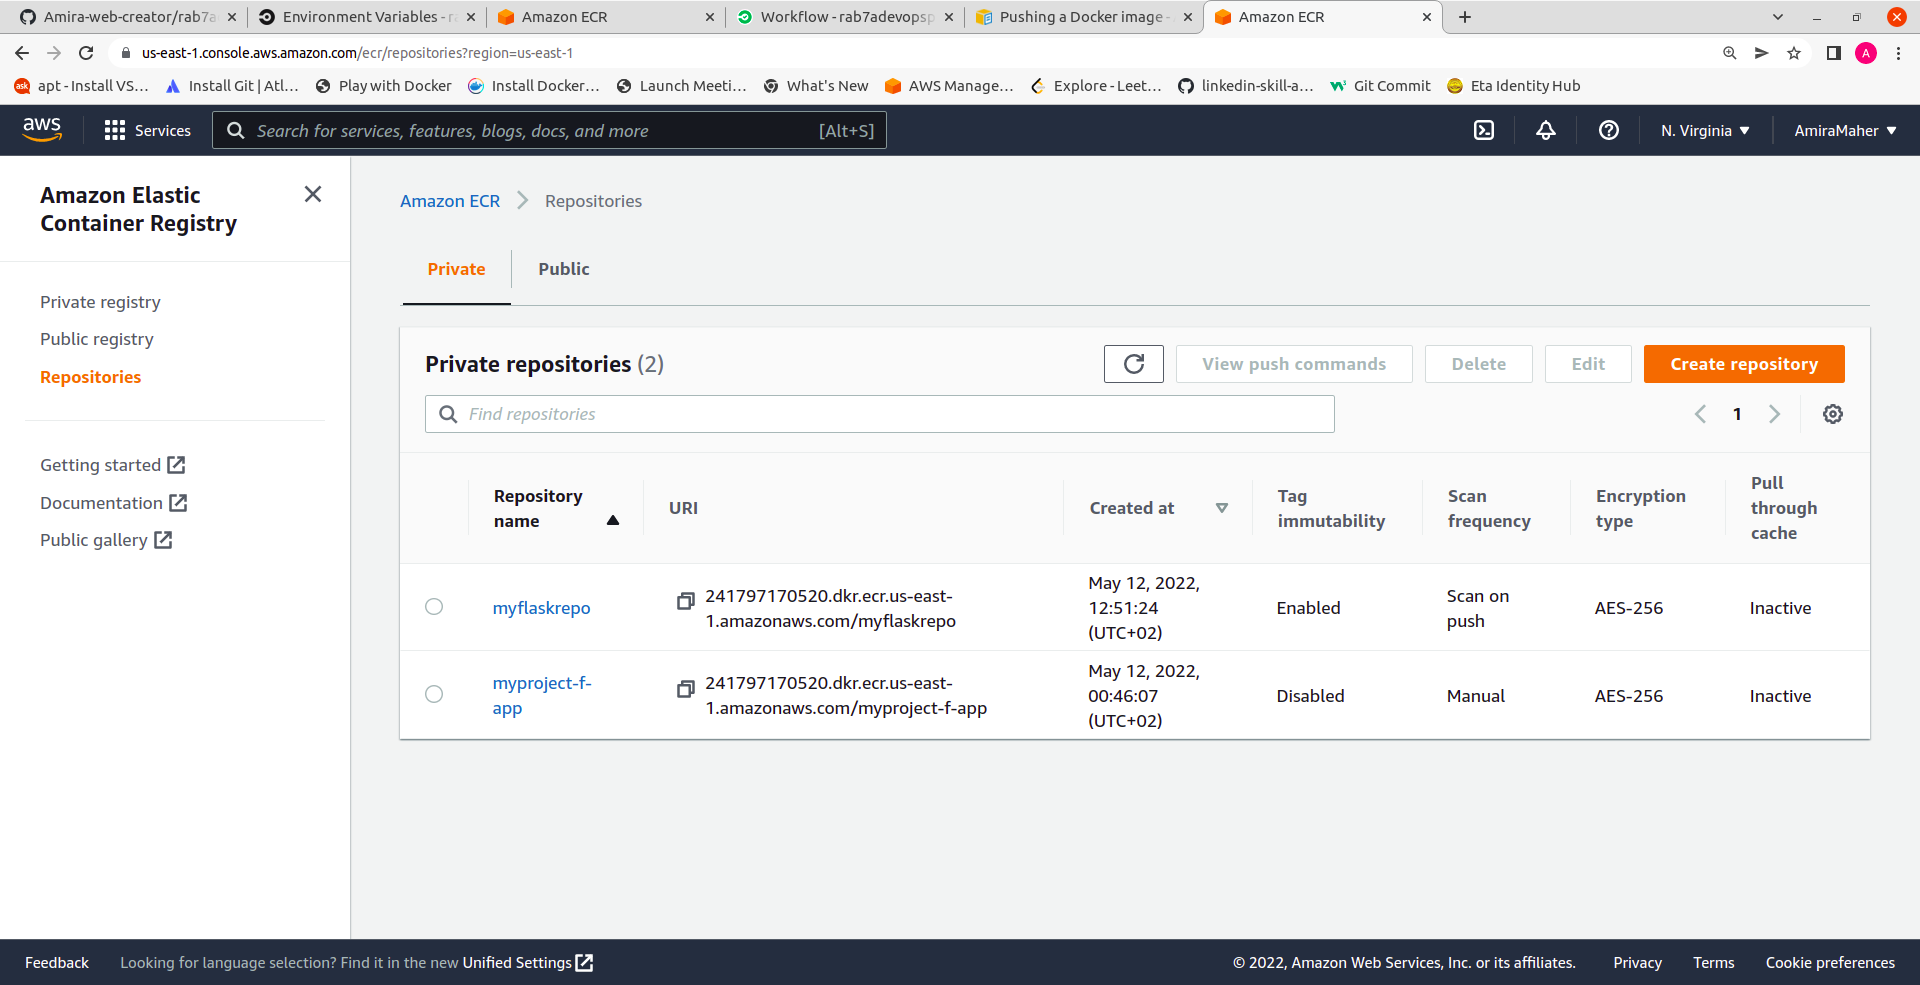 Amira-web-creator/rab7a
Environment Variables - ra
Amazon ECR
Workflow - rab7adevopsp
Pushing a Docker image -
Amazon ECR
us-east-1.console.aws.amazon.com/ecr/repositories?region=us-east-1
A
ask
apt - Install VS...
Install Git | Atl...
Play with Docker
Install Docker...
Launch Meeti...
What's New
AWS Manage...
Explore - Leet...
linkedin-skill-a...
Git Commit
Eta Identity Hub
aws
Services
Search for services, features, blogs, docs, and more
[Alt+S]
N. Virginia
AmiraMaher
Amazon Elastic
Container Registry
Private registry
Public registry
Repositories
Getting started
Documentation
Public gallery
Amazon ECR
Repositories
Private
Public
Private repositories (2)
View push commands
Delete
Edit
Create repository
Find repositories
1
Repository
name
URI
Created at
Tag
immutability
Scan
frequency
Encryption
type
Pull
through
cache
myflaskrepo
241797170520.dkr.ecr.us-east-
1.amazonaws.com/myflaskrepo
May 12, 2022,
12:51:24
(UTC+02)
Enabled
Scan on
push
AES-256
Inactive
myproject-f-
app
241797170520.dkr.ecr.us-east-
1.amazonaws.com/myproject-f-app
May 12, 2022,
00:46:07
(UTC+02)
Disabled
Manual
AES-256
Inactive
Feedback
Looking for language selection? Find it in the new Unified Settings
© 2022, Amazon Web Services, Inc. or its affiliates.
Privacy
Terms
Cookie preferences